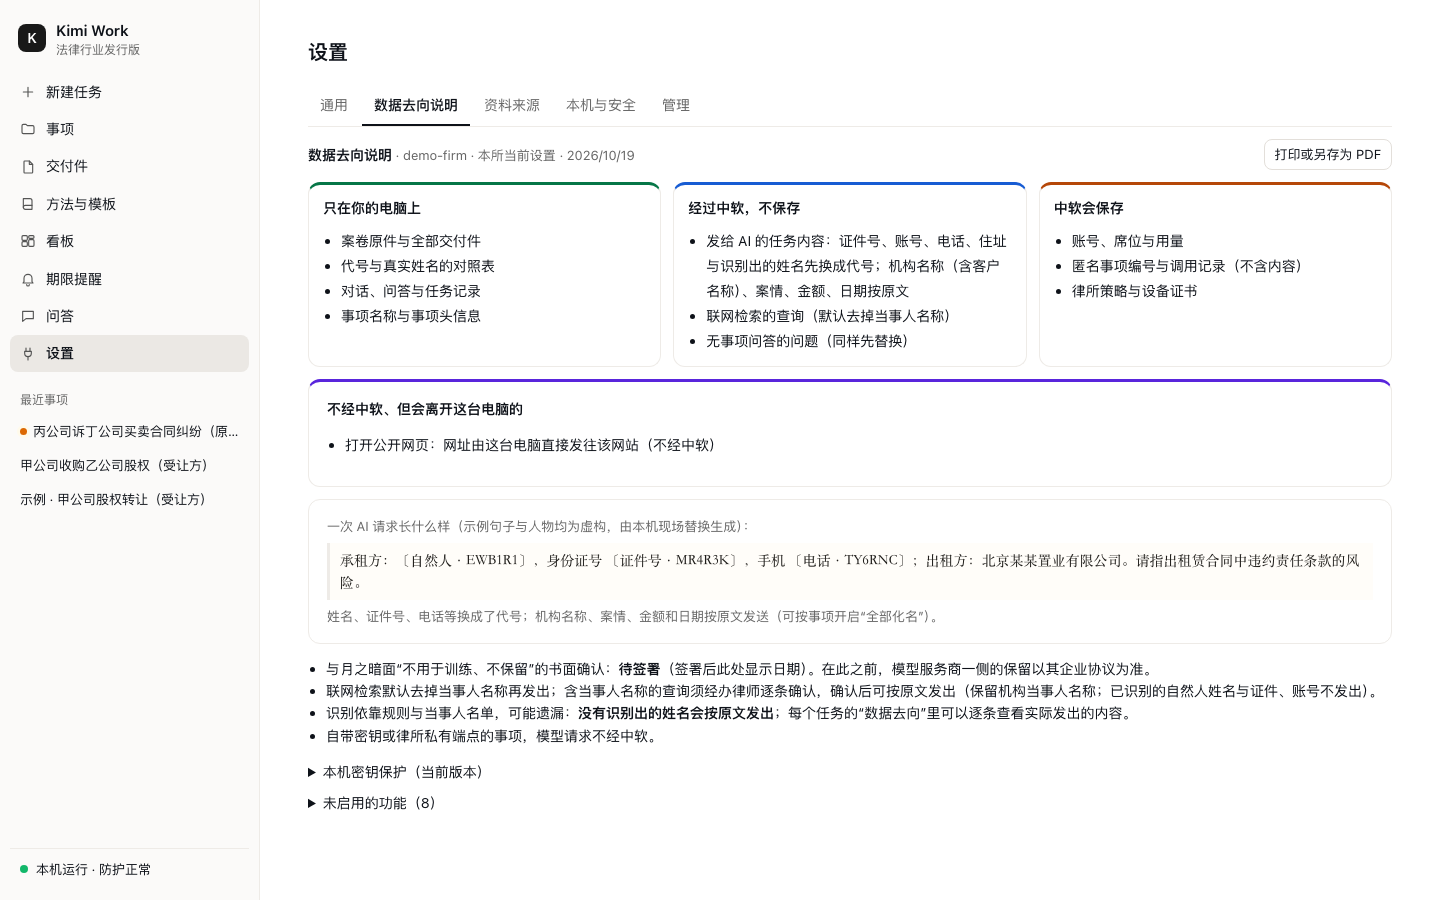 K
Kimi Work
法律行业发行版
新建任务
事项
交付件
方法与模板
看板
期限提醒
问答
设置
最近事项
丙公司诉丁公司买卖合同纠纷（原...
甲公司收购乙公司股权（受让方）
示例 · 甲公司股权转让（受让方）
本机运行 · 防护正常
设置
通用 数据去向说明 资料来源 本机与安全 管理
数据去向说明 · demo-firm · 本所当前设置 · 2026/10/19
打印或另存为 PDF
只在你的电脑上
案卷原件与全部交付件
代号与真实姓名的对照表
对话、问答与任务记录
事项名称与事项头信息
经过中软，不保存
发给 AI 的任务内容：证件号、账号、电话、住址
与识别出的姓名先换成代号；机构名称（含客户
名称）、案情、金额、日期按原文
联网检索的查询（默认去掉当事人名称）
无事项问答的问题（同样先替换）
中软会保存
账号、席位与用量
匿名事项编号与调用记录（不含内容）
律所策略与设备证书
不经中软、但会离开这台电脑的
打开公开网页：网址由这台电脑直接发往该网站（不经中软）
一次 AI 请求长什么样（示例句子与人物均为虚构，由本机现场替换生成）：
承租方：〔自然人 · EWB1R1〕，身份证号〔证件号 · MR4R3K〕，手机〔电话 · TY6RNC〕；出租方：北京某某置业有限公司。请指出租赁合同中违约责任条款的风
险。
姓名、证件号、电话等换成了代号；机构名称、案情、金额和日期按原文发送（可按事项开启“全部化名”）。
与月之暗面“不用于训练、不保留”的书面确认：待签署（签署后此处显示日期）。在此之前，模型服务商一侧的保留以其企业协议为准。
联网检索默认去掉当事人名称再发出；含当事人名称的查询须经办律师逐条确认，确认后可按原文发出（保留机构当事人名称；已识别的自然人姓名与证件、账号不发出）。
识别依靠规则与当事人名单，可能遗漏：没有识别出的姓名会按原文发出；每个任务的“数据去向”里可以逐条查看实际发出的内容。
自带密钥或律所私有端点的事项，模型请求不经中软。
本机密钥保护（当前版本）
未启用的功能（8）